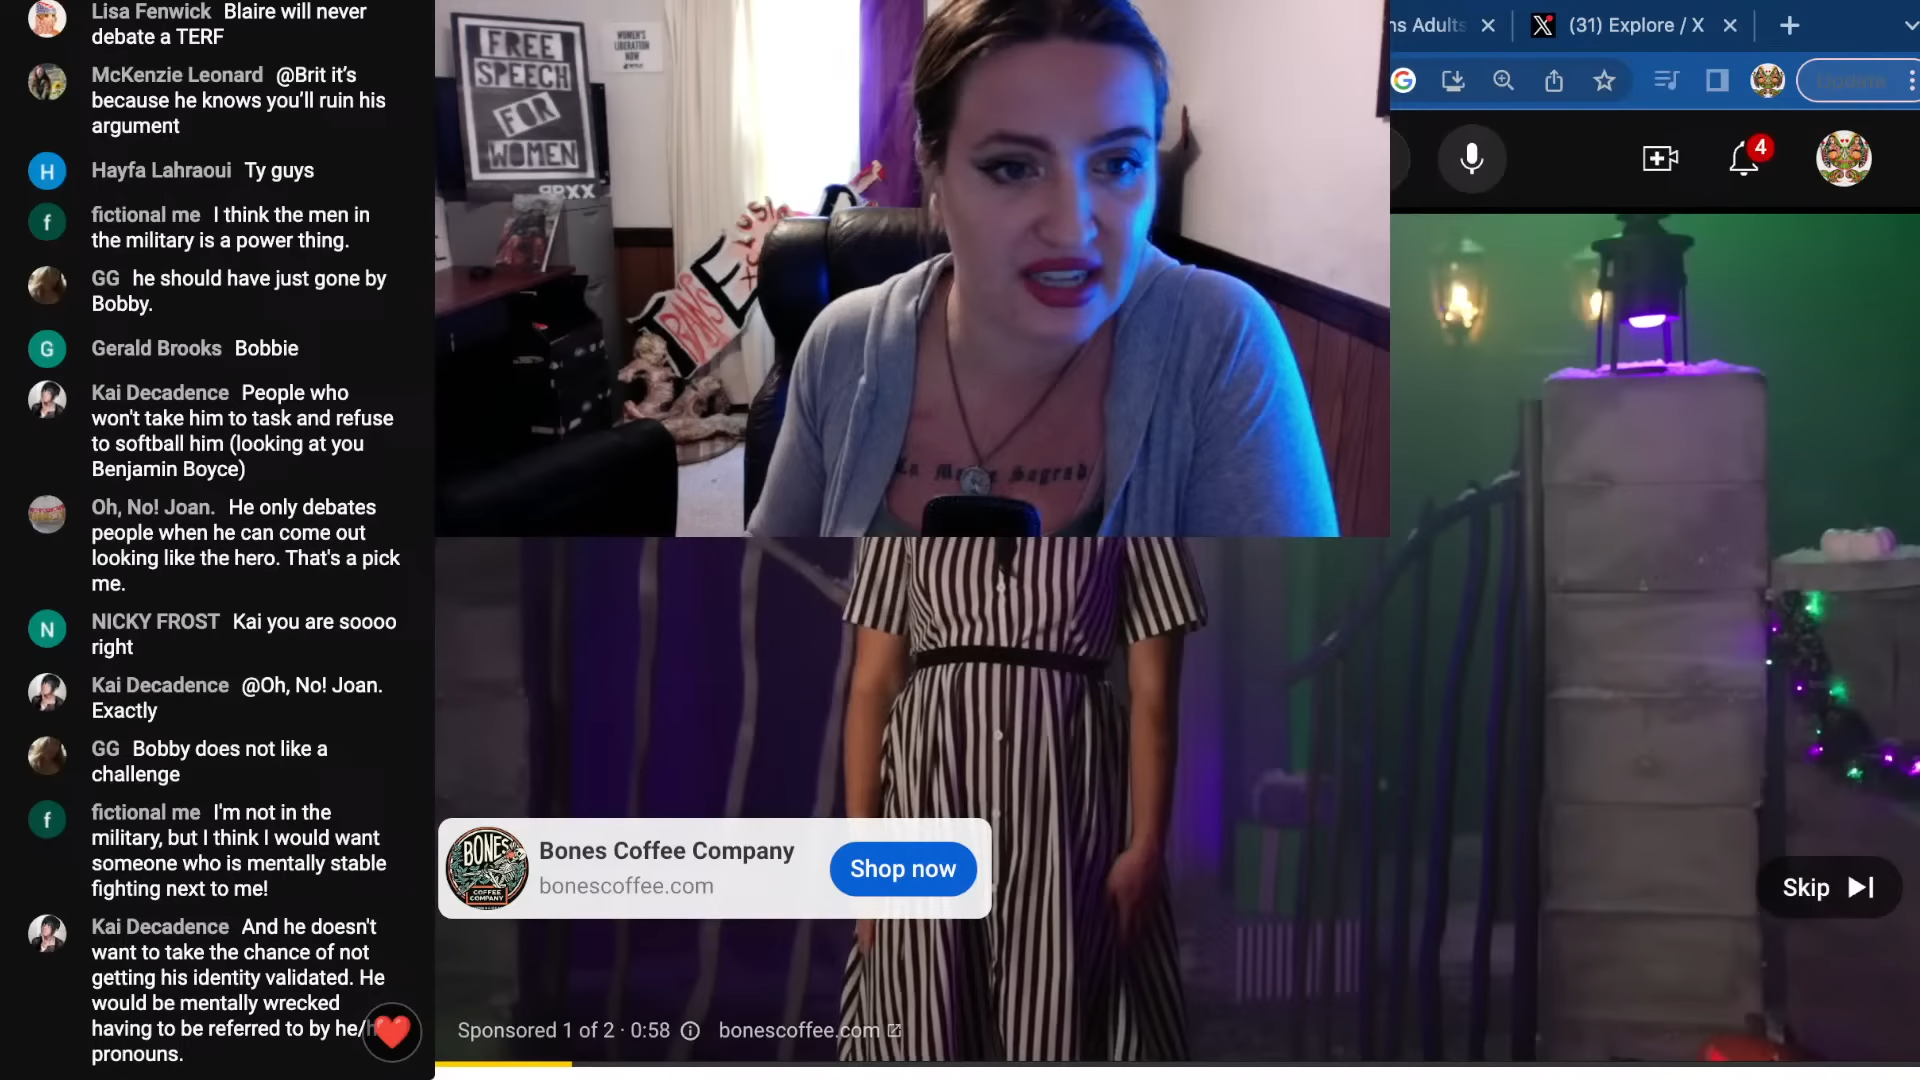 Lisa Fenwick Blaire will never
debate a TERF
McKenzie Leonard @Brit it's
because he knows you'll ruin his
argument
H
Hayfa Lahraoui Ty guys
f
fictional me I think the men in
the military is a power thing.
GG he should have just gone by
Bobby.
G
Gerald Brooks Bobbie
Kai Decadence People who
won't take him to task and refuse
to softball him (looking at you
Benjamin Boyce)
Oh, No! Joan. He only debates
people when he can come out
looking like the hero. That's a pick
me.
N
NICKY FROST Kai you are soooo
right
Kai Decadence @Oh, No! Joan.
Exactly
GG Bobby does not like a
challenge
f
fictional me I'm not in the
military, but I think I would want
someone who is mentally stable
fighting next to me!
Kai Decadence And he doesn't
want to take the chance of not
getting his identity validated. He
would be mentally wrecked
having to be referred to by he/
pronouns.
FREE
SPEECH
FOR
WOMEN
WOMEN'S
LIBERATION
NOW
ns Adults
(31) Explore / X
Update
4
BONES
COFFEE
COMPANY
Bones Coffee Company
bonescoffee.com
Shop now
Skip
Sponsored 1 of 2 · 0:58
bonescoffee.com